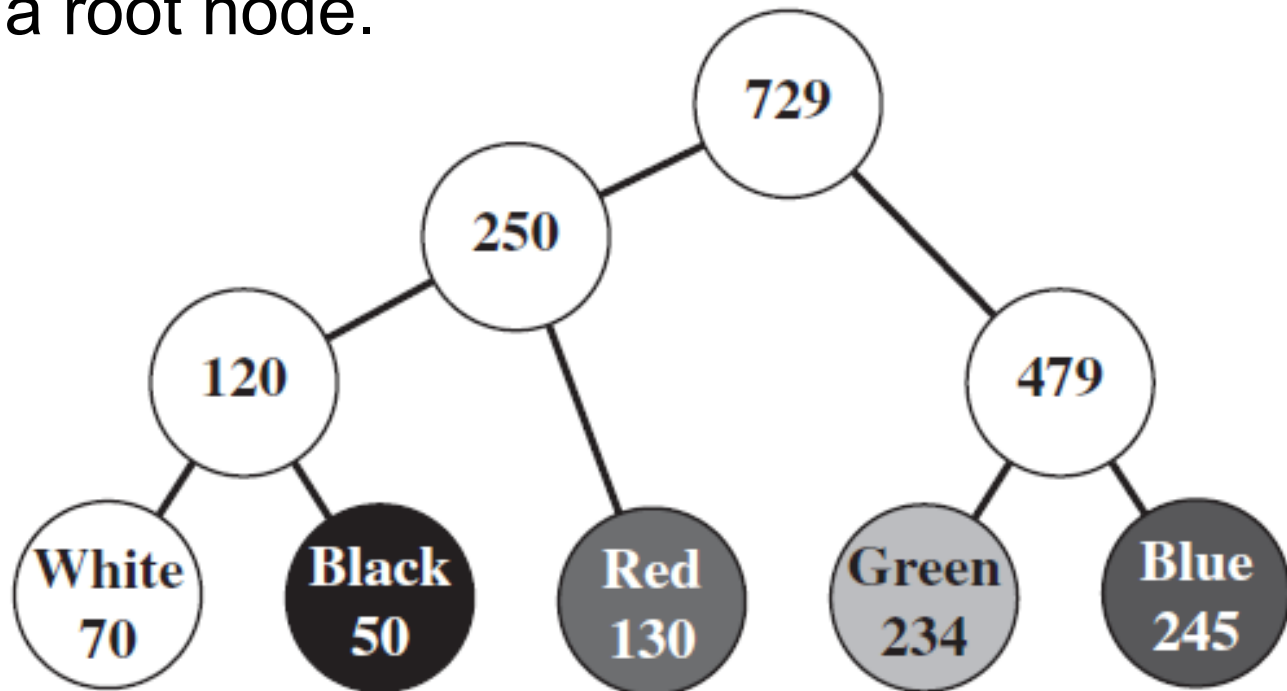 a root node.
729
250
120
479
White
70
Black
50
Red
130
Green
234
Blue
245